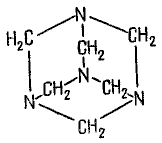 N
H₂C CH₂
CH₂
N
CH₂ CH₂
N N
CH₂